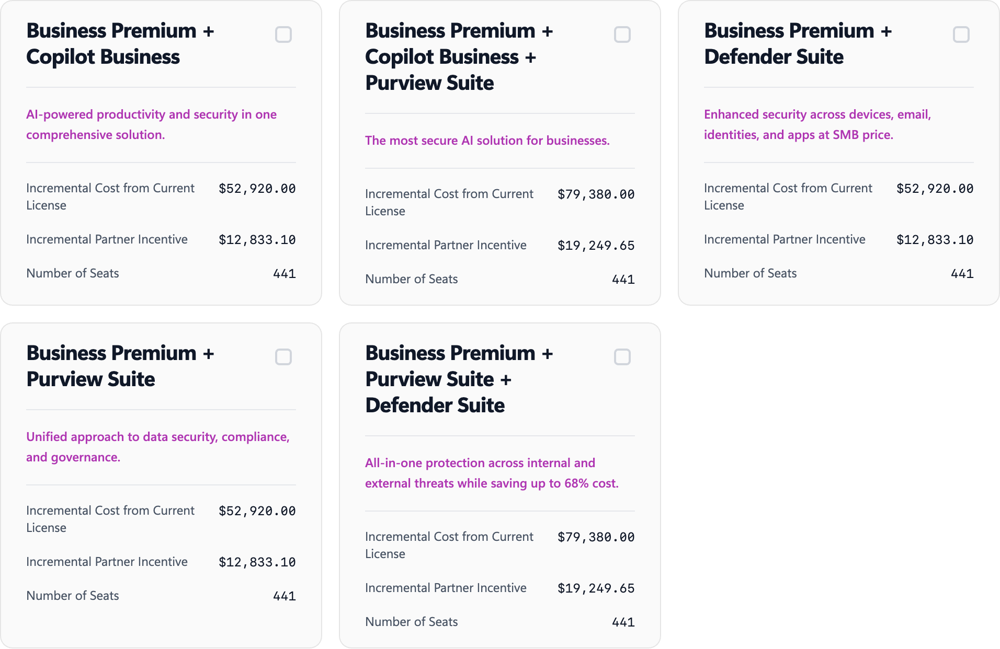 Business Premium +
Copilot Business
AI-powered productivity and security in one
comprehensive solution.
Incremental Cost from Current
License
$52,920.00
Incremental Partner Incentive
$12,833.10
Number of Seats
441
Business Premium +
Copilot Business +
Purview Suite
The most secure AI solution for businesses.
Incremental Cost from Current
License
$79,380.00
Incremental Partner Incentive
$19,249.65
Number of Seats
441
Business Premium +
Defender Suite
Enhanced security across devices, email,
identities, and apps at SMB price.
Incremental Cost from Current
License
$52,920.00
Incremental Partner Incentive
$12,833.10
Number of Seats
441
Business Premium +
Purview Suite
Unified approach to data security, compliance,
and governance.
Incremental Cost from Current
License
$52,920.00
Incremental Partner Incentive
$12,833.10
Number of Seats
441
Business Premium +
Purview Suite +
Defender Suite
All-in-one protection across internal and
external threats while saving up to 68% cost.
Incremental Cost from Current
License
$79,380.00
Incremental Partner Incentive
$19,249.65
Number of Seats
441